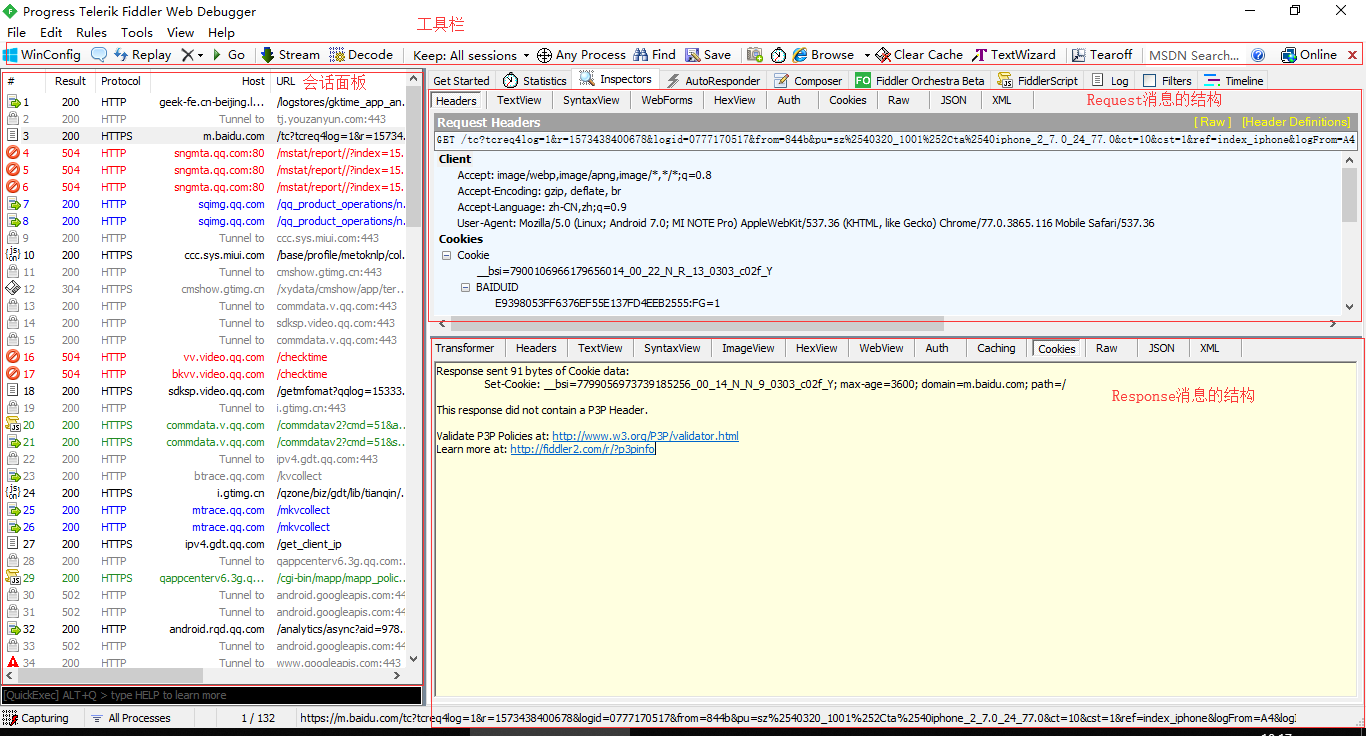 Progress Telerik Fiddler Web Debugger
File Edit Rules Tools View Help
工具栏
WinConfig Replay Go Stream Decode Keep: All sessions Any Process Find Save Browse Clear Cache TextWizard Tearoff MSDN Search... Online
# Result Protocol Host URL 会话面板
1 200 HTTP geek-fe.cn-beijing.l... /logstores/gktime_app_an...
2 200 HTTP Tunnel to tj.youzanyun.com:443
3 200 HTTPS m.baidu.com /tc?tcreq4log=1&r=15734...
4 504 HTTP sngmta.qq.com:80 /mstat/report//?index=15...
5 504 HTTP sngmta.qq.com:80 /mstat/report//?index=15...
6 504 HTTP sngmta.qq.com:80 /mstat/report//?index=15...
7 200 HTTP sqimg.qq.com /qq_product_operations/n...
8 200 HTTP sqimg.qq.com /qq_product_operations/n...
9 200 HTTP Tunnel to ccc.sys.miui.com:443
10 200 HTTPS ccc.sys.miui.com /base/profile/metoknlp/col...
11 200 HTTP Tunnel to cmshow.gtimg.cn:443
12 304 HTTPS cmshow.gtimg.cn /xydata/cmshow/app/ter...
13 200 HTTP Tunnel to commdata.v.qq.com:443
14 200 HTTP Tunnel to sdksp.video.qq.com:443
15 200 HTTP Tunnel to commdata.v.qq.com:443
16 504 HTTP vv.video.qq.com /checktime
17 504 HTTP bkvv.video.qq.com /checktime
18 200 HTTP sdksp.video.qq.com /getmfomat?qqlog=15333...
19 200 HTTP Tunnel to i.gtimg.cn:443
20 200 HTTPS commdata.v.qq.com /commdatav2?cmd=51&a...
21 200 HTTPS commdata.v.qq.com /commdatav2?cmd=51&s...
22 200 HTTP Tunnel to ipv4.gdt.qq.com:443
23 200 HTTP btrace.qq.com /kvcollect
24 200 HTTPS i.gtimg.cn /qzone/biz/gdt/lib/tianqin/...
25 200 HTTP mtrace.qq.com /mkvcollect
26 200 HTTP mtrace.qq.com /mkvcollect
27 200 HTTPS ipv4.gdt.qq.com /get_client_ip
28 200 HTTP Tunnel to qappcenterv6.3g.qq.com:...
29 200 HTTPS qappcenterv6.3g.q... /cgi-bin/mapp/mapp_polic...
30 502 HTTP Tunnel to android.googleapis.com:44
31 502 HTTP Tunnel to android.googleapis.com:44
32 200 HTTP android.rqd.qq.com /analytics/async?aid=978...
33 502 HTTP Tunnel to android.googleapis.com:44
34 200 HTTP Tunnel to www.googleapis.com:443
[QuickExec] ALT+Q > type HELP to learn more
Get Started Statistics Inspectors AutoResponder Composer FO Fiddler Orchestra Beta FiddlerScript Log Filters Timeline
Headers TextView SyntaxView WebForms HexView Auth Cookies Raw JSON XML
Request消息的结构
Request Headers [ Raw ] [Header Definitions]
GET /tc?tcreq4log=1&r=1573438400678&logid=0777170517&from=844b&pu=sz%2540320_1001%252Cta%2540iphone_2_7.0_24_77.0&ct=10&cst=1&ref=index_iphone&logFrom=A4
Client
Accept: image/webp,image/apng,image/*,*/*;q=0.8
Accept-Encoding: gzip, deflate, br
Accept-Language: zh-CN,zh;q=0.9
User-Agent: Mozilla/5.0 (Linux; Android 7.0; MI NOTE Pro) AppleWebKit/537.36 (KHTML, like Gecko) Chrome/77.0.3865.116 Mobile Safari/537.36
Cookies
Cookie
__bsi=7900106966179656014_00_22_N_R_13_0303_c02f_Y
BAIDUID
E9398053FF6376EF55E137FD4EEB2555:FG=1
Transformer Headers TextView SyntaxView ImageView HexView WebView Auth Caching Cookies Raw JSON XML
Response sent 91 bytes of Cookie data:
Set-Cookie: __bsi=7799056973739185256_00_14_N_N_9_0303_c02f_Y; max-age=3600; domain=m.baidu.com; path=/
Response消息的结构
This response did not contain a P3P Header.
Validate P3P Policies at: http://www.w3.org/P3P/validator.html
Learn more at: http://fiddler2.com/r/?p3pinfo
Capturing All Processes 1 / 132 https://m.baidu.com/tc?tcreq4log=1&r=1573438400678&logid=0777170517&from=844b&pu=sz%2540320_1001%252Cta%2540iphone_2_7.0_24_77.0&ct=10&cst=1&ref=index_iphone&logFrom=A4&logI